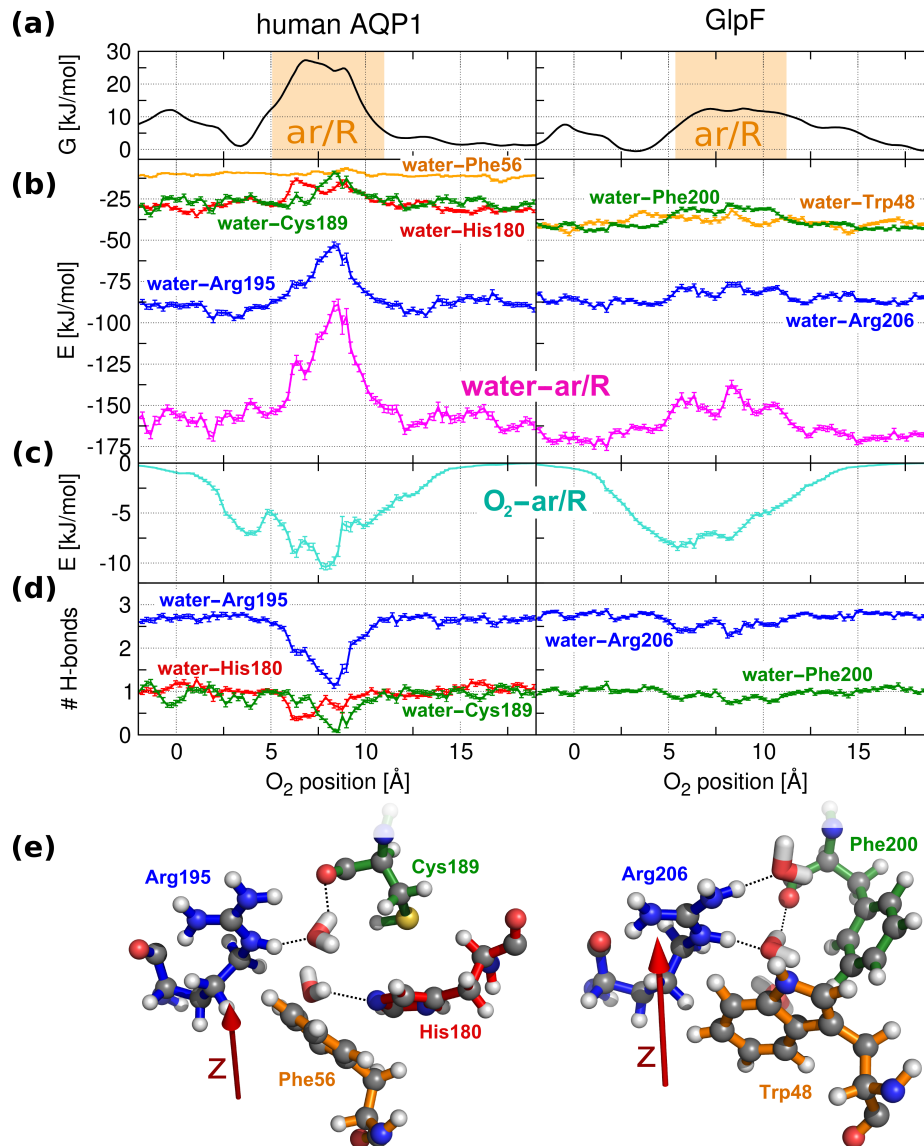 (a)
human AQP1
GlpF
G [kJ/mol]
30
20
10
0
ar/R
ar/R
(b)
E [kJ/mol]
-25
-50
-75
-100
-125
-150
-175
water–Phe56
water–Cys189
water–His180
water–Arg195
water–Phe200
water–Trp48
water–Arg206
water–ar/R
(c)
E [kJ/mol]
0
-5
-10
O2–ar/R
(d)
# H-bonds
3
2
1
0
water–Arg195
water–His180
water–Cys189
water–Arg206
water–Phe200
0 5 10 15 0 5 10 15
O2 position [Å] O2 position [Å]
(e)
Arg195
Cys189
His180
Phe56
Z
Arg206
Phe200
Trp48
Z